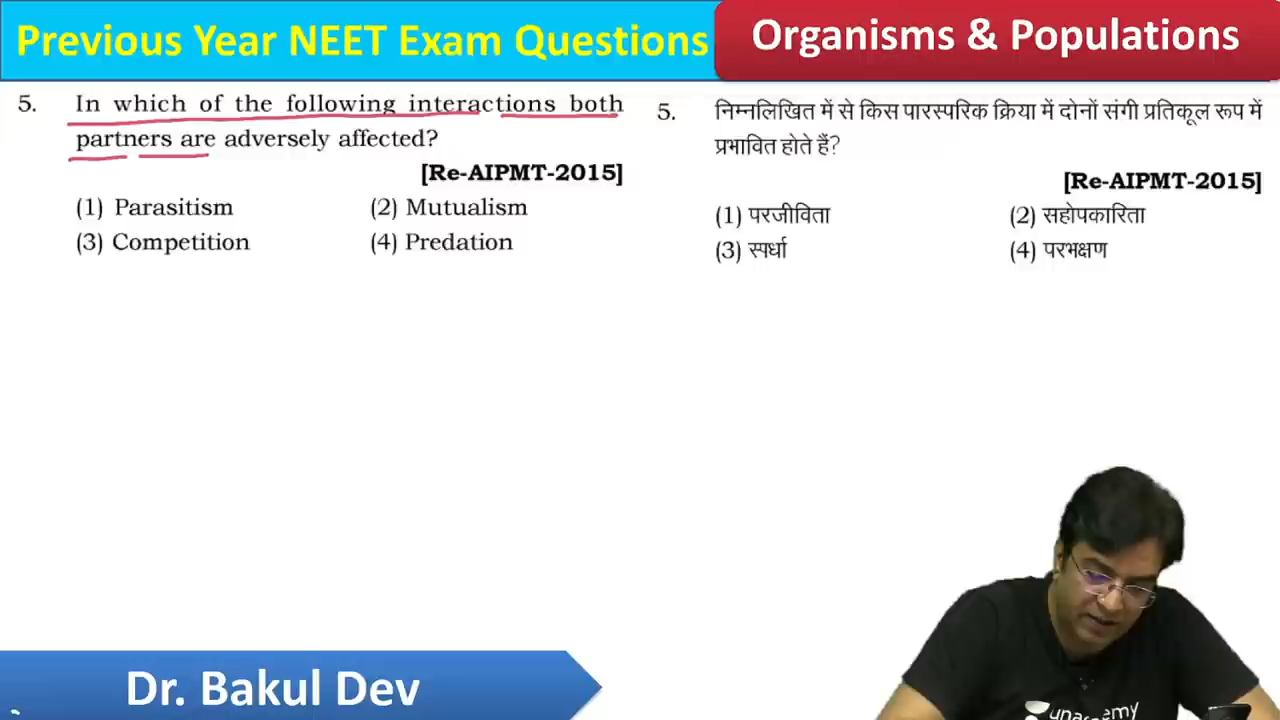 Previous Year NEET Exam Questions
Organisms & Populations
5. In which of the following interactions both
partners are adversely affected?
[Re-AIPMT-2015]
(1) Parasitism (2) Mutualism
(3) Competition (4) Predation
5. निम्नलिखित में से किस पारस्परिक क्रिया में दोनों संगी प्रतिकूल रूप में
प्रभावित होते हैं?
[Re-AIPMT-2015]
(1) परजीविता (2) सहोपकारिता
(3) स्पर्धा (4) परभक्षण
Dr. Bakul Dev
unacademy